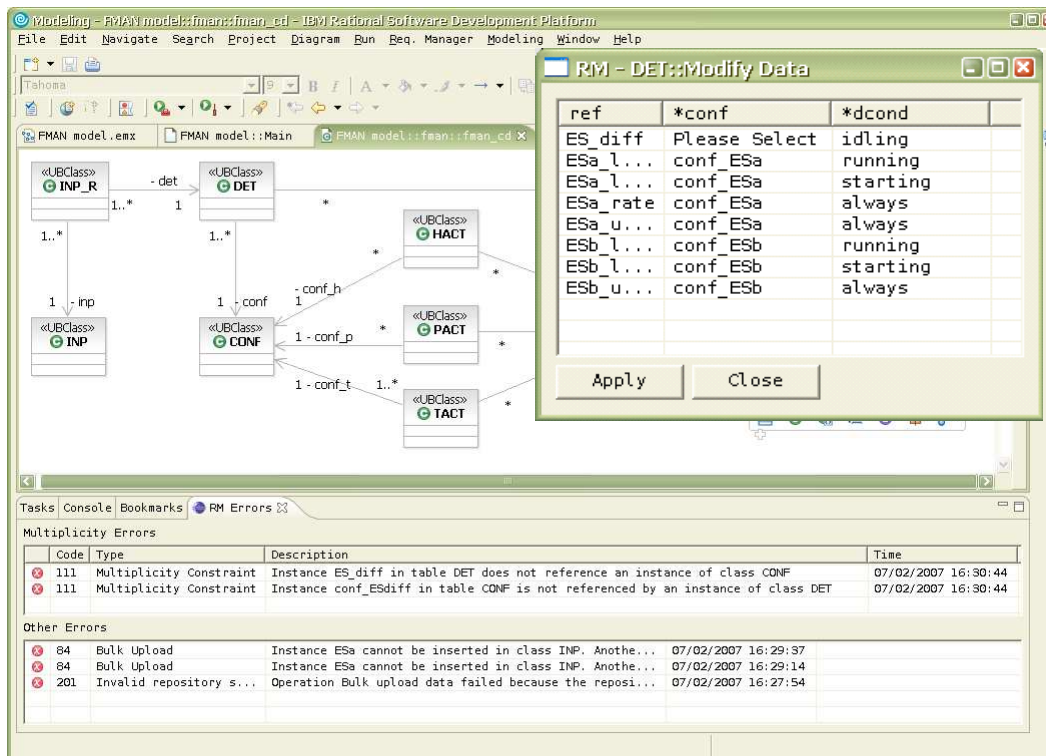 Modeling - FMAN model::fman::fman_cd - IBM Rational Software Development Platform
File Edit Navigate Search Project Diagram Run Req. Manager Modeling Window Help
Tahoma 9 B I A
FMAN model.emx FMAN model::Main FMAN model::fman::fman_cd
RM - DET::Modify Data
ref *conf *dcond
ES_diff Please Select idling
ESa_l... conf_ESa running
ESa_l... conf_ESa starting
ESa_rate conf_ESa always
ESa_u... conf_ESa always
ESb_l... conf_ESb running
ESb_l... conf_ESb starting
ESb_u... conf_ESb always
Apply Close
«UBClass»
INP_R
- det
1..* 1
«UBClass»
DET
*
1..* 1..*
«UBClass»
HACT
*
*
- conf_h
1
1 - inp
1 - conf
«UBClass»
INP
«UBClass»
CONF
1 - conf_p
*
«UBClass»
PACT
*
1 - conf_t
1..*
«UBClass»
TACT
*
Tasks Console Bookmarks RM Errors
Multiplicity Errors
Code Type Description Time
111 Multiplicity Constraint Instance ES_diff in table DET does not reference an instance of class CONF 07/02/2007 16:30:44
111 Multiplicity Constraint Instance conf_ESdiff in table CONF is not referenced by an instance of class DET 07/02/2007 16:30:44
Other Errors
84 Bulk Upload Instance ESa cannot be inserted in class INP. Anothe... 07/02/2007 16:29:37
84 Bulk Upload Instance ESa cannot be inserted in class INP. Anothe... 07/02/2007 16:29:14
201 Invalid repository s... Operation Bulk upload data failed because the reposi... 07/02/2007 16:27:54